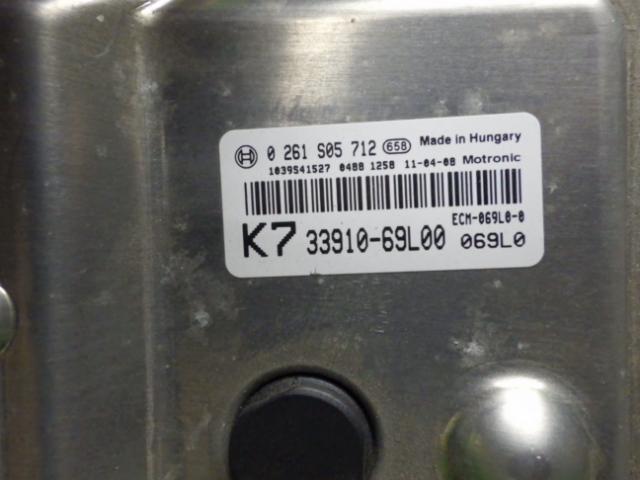 0 261 S05 712 658 Made in Hungary
1039541527 0488 1258 11-04-08 Motronic
ECM-069L0-0
K7 33910-69L00 069L0